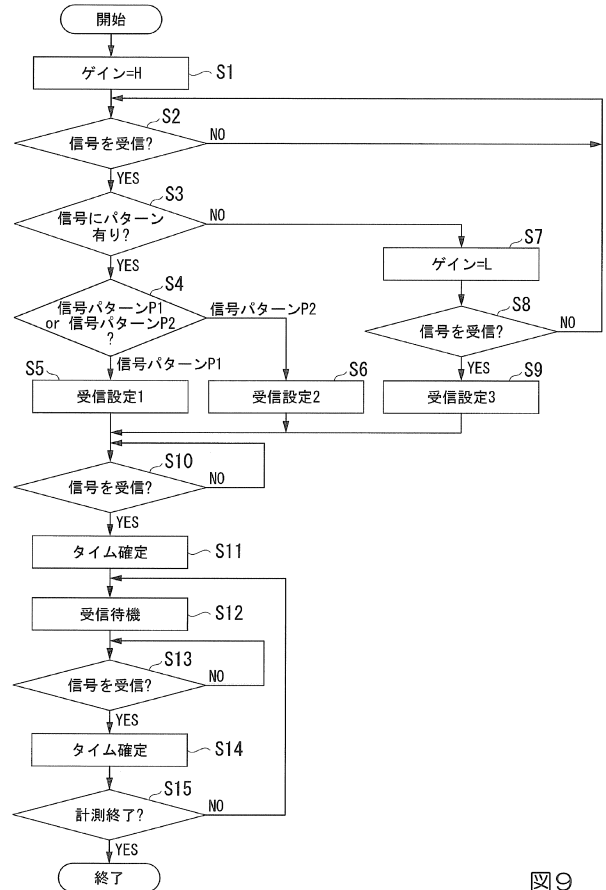 開始
ゲイン=H
S1
S2
信号を受信?
NO
YES
S3
信号にパターン
有り?
NO
YES
S7
ゲイン=L
S4
信号パターンP1
or 信号パターンP2
?
信号パターンP2
信号パターンP1
S8
信号を受信?
NO
YES
S5
受信設定1
S6
受信設定2
S9
受信設定3
S10
信号を受信?
NO
YES
タイム確定
S11
受信待機
S12
S13
信号を受信?
NO
YES
タイム確定
S14
S15
計測終了?
NO
YES
終了
図9